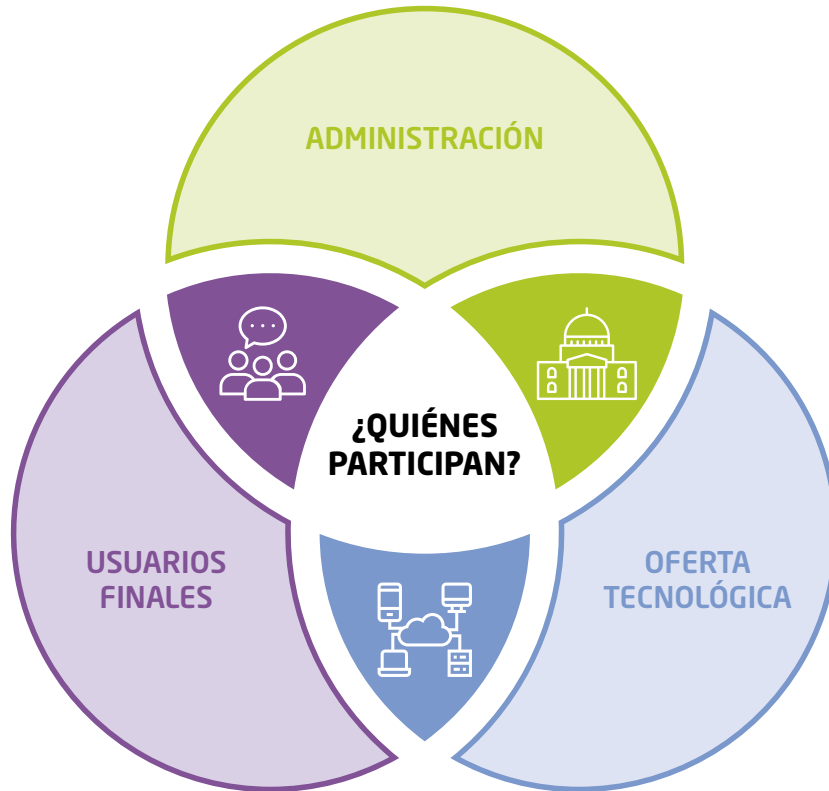 ADMINISTRACIÓN
¿QUIÉNES
PARTICIPAN?
USUARIOS
FINALES
OFERTA
TECNOLÓGICA